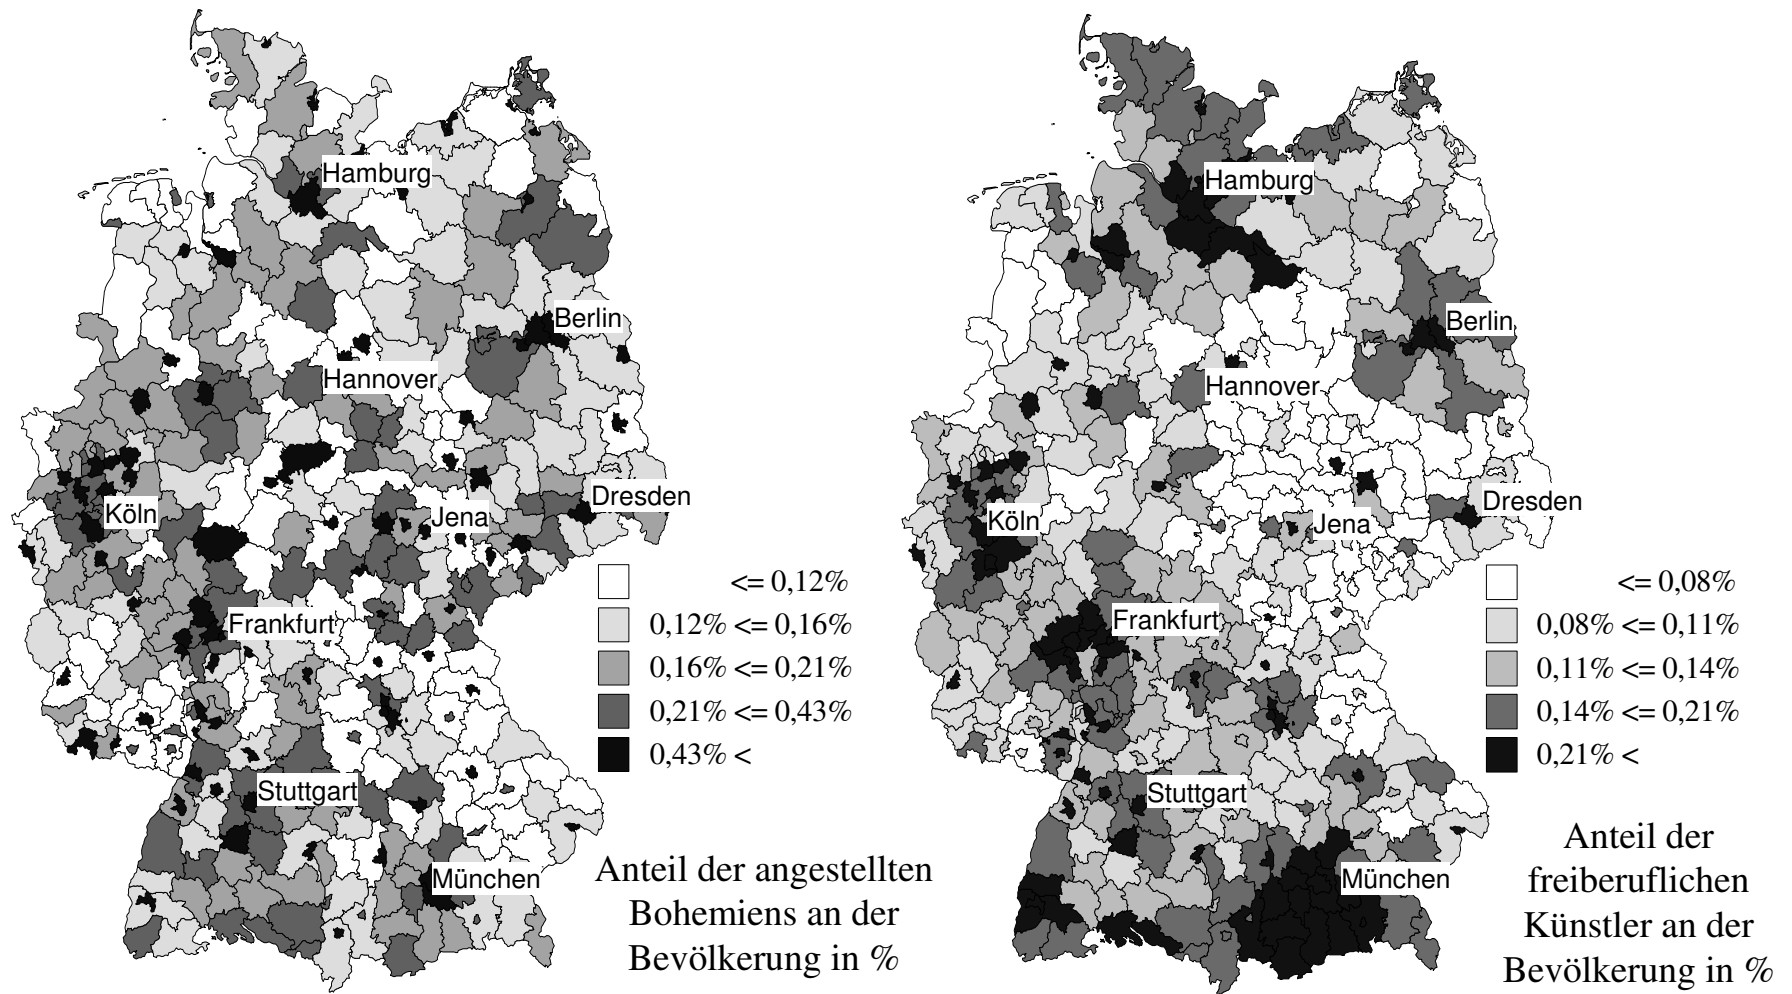 Hamburg
Berlin
Hannover
Köln
Jena
Dresden
Frankfurt
Stuttgart
München
<= 0,12%
0,12% <= 0,16%
0,16% <= 0,21%
0,21% <= 0,43%
0,43% <
Anteil der angestellten
Bohemiens an der
Bevölkerung in %
Hamburg
Berlin
Hannover
Köln
Jena
Dresden
Frankfurt
Stuttgart
München
<= 0,08%
0,08% <= 0,11%
0,11% <= 0,14%
0,14% <= 0,21%
0,21% <
Anteil der
freiberuflichen
Künstler an der
Bevölkerung in %